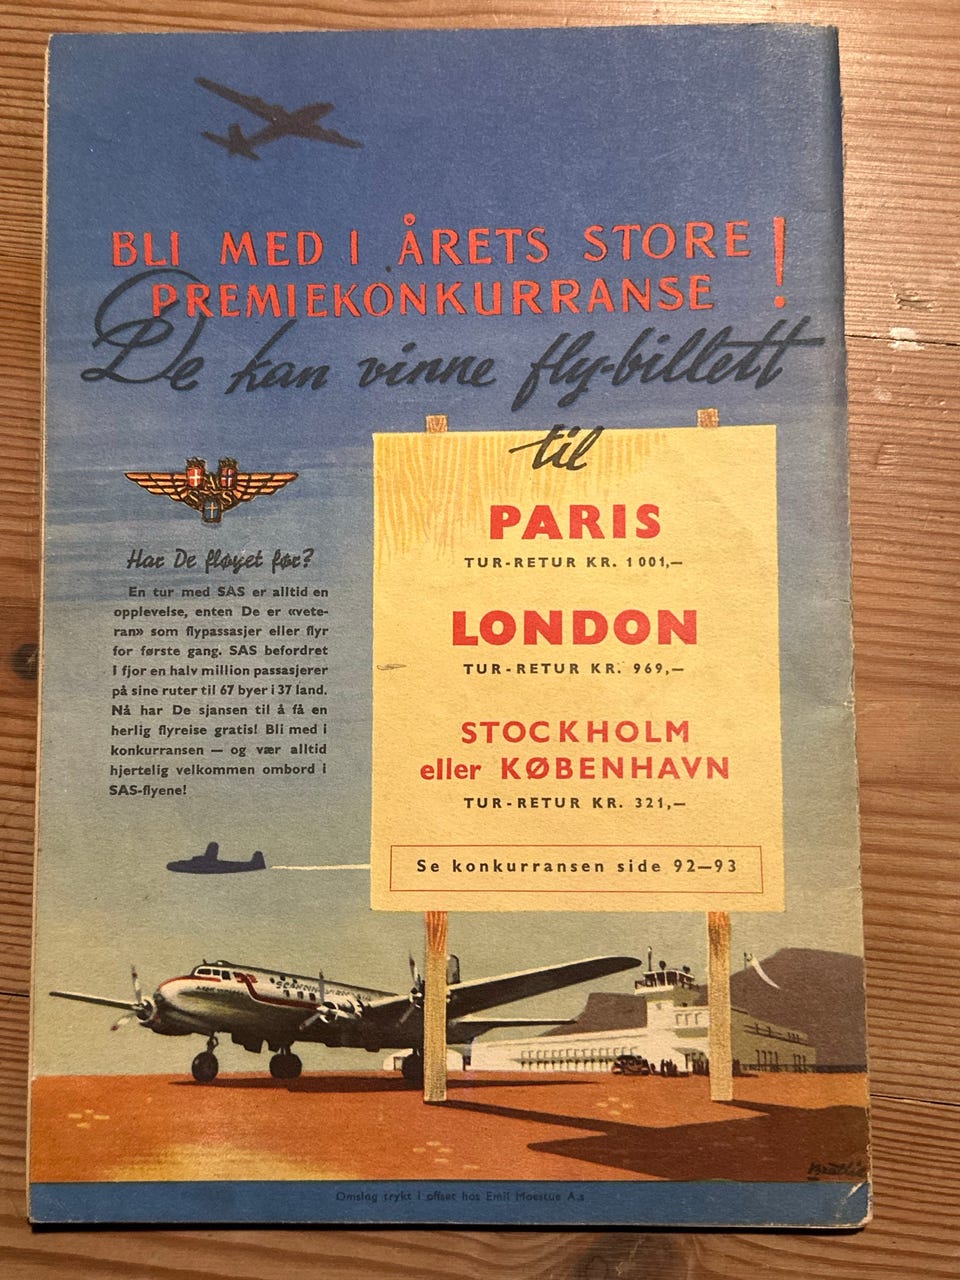 BLI MED I ÅRETS STORE
PREMIEKONKURRANSE !
De kan vinne fly-billett
til
PARIS
TUR-RETUR KR. 1001,—
LONDON
TUR-RETUR KR. 969,—
STOCKHOLM
eller KØBENHAVN
TUR-RETUR KR. 321,—
Se konkurransen side 92—93
SAS
Har De fløyet før?
En tur med SAS er alltid en
opplevelse, enten De er «vete-
ran» som flypassasjer eller flyr
for første gang. SAS befordret
i fjor en halv million passasjerer
på sine ruter til 67 byer i 37 land.
Nå har De sjansen til å få en
herlig flyreise gratis! Bli med i
konkurransen — og vær alltid
hjertelig velkommen ombord i
SAS-flyene!
SCANDINAVIAN
Omslag trykt i offset hos Emil Moestue A.s